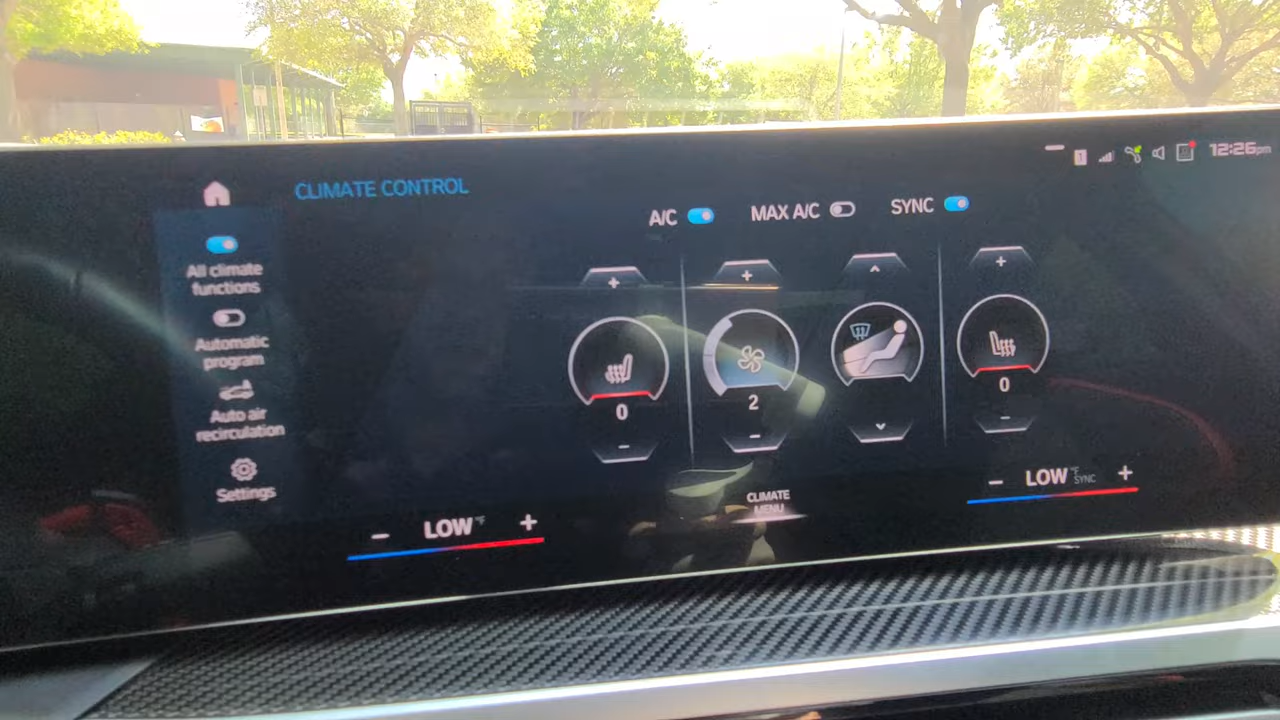 12:26pm
CLIMATE CONTROL
A/C
MAX A/C
SYNC
All climate
functions
Automatic
program
Auto air
recirculation
Settings
0
2
0
LOW °F
CLIMATE
MENU
LOW °F
SYNC